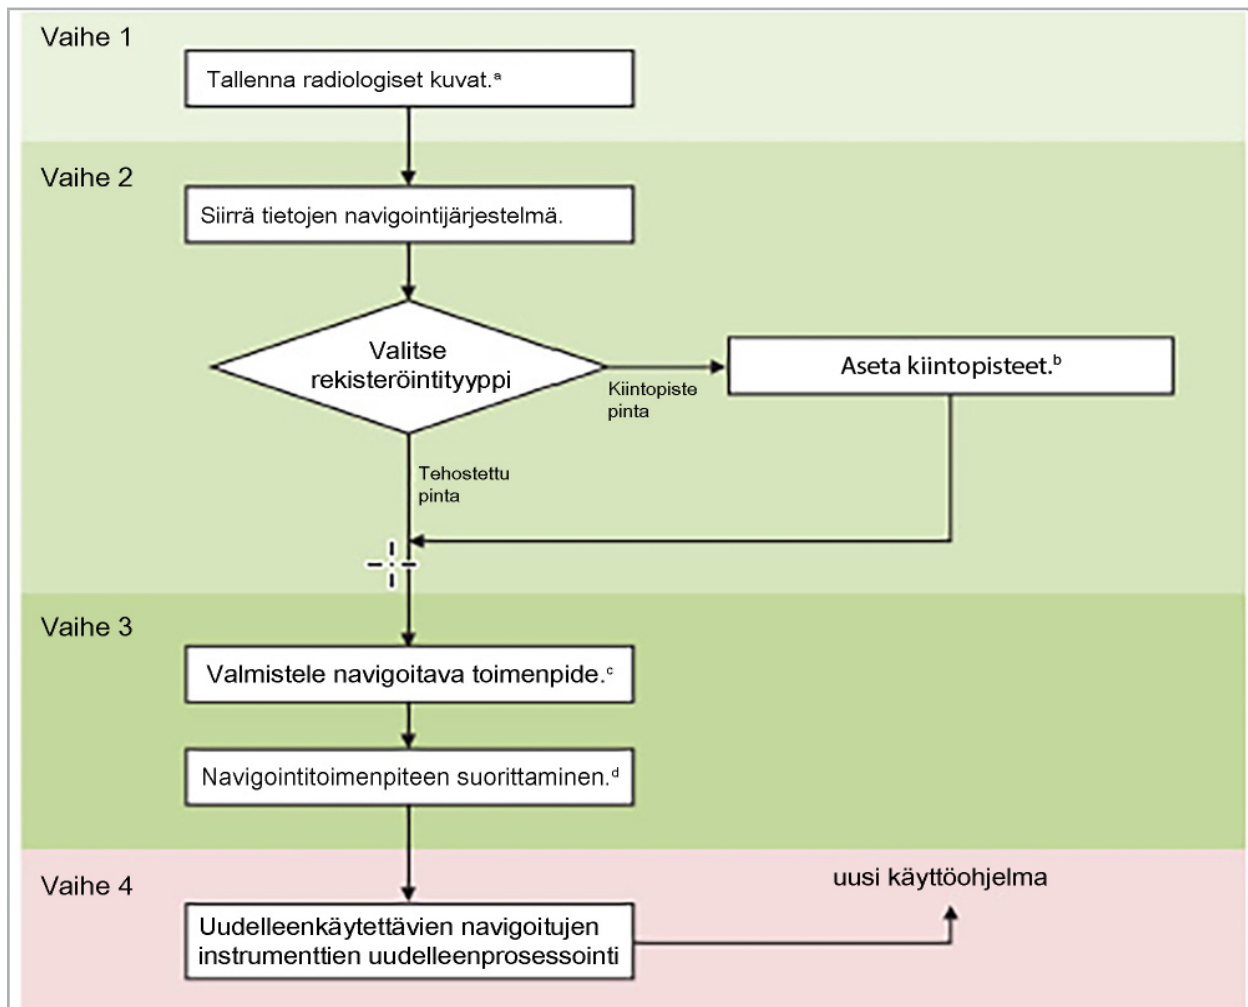 Vaihe 1
Tallenna radiologiset kuvat.ᵃ
Vaihe 2
Siirrä tietojen navigointijärjestelmä.
Valitse
rekisteröintityyppi
Kiintopiste
pinta
Aseta kiintopisteet.ᵇ
Tehostettu
pinta
Vaihe 3
Valmistele navigoitava toimenpide.ᶜ
Navigointitoimenpiteen suorittaminen.ᵈ
Vaihe 4
uusi käyttöohjelma
Uudelleenkäytettävien navigoitujen
instrumenttien uudelleenprosessointi